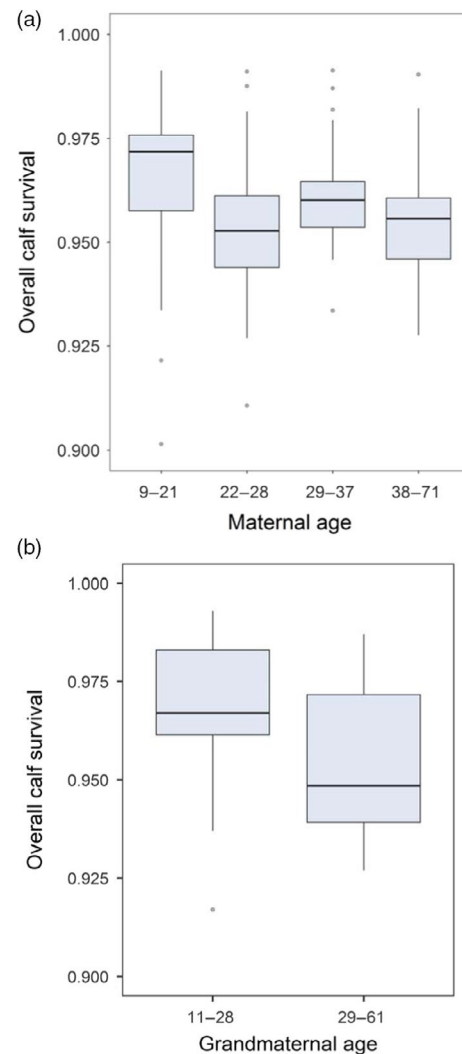 (a)
Overall calf survival
1.000
0.975
0.950
0.925
0.900
9–21 22–28 29–37 38–71
Maternal age
(b)
Overall calf survival
1.000
0.975
0.950
0.925
0.900
11–28 29–61
Grandmaternal age